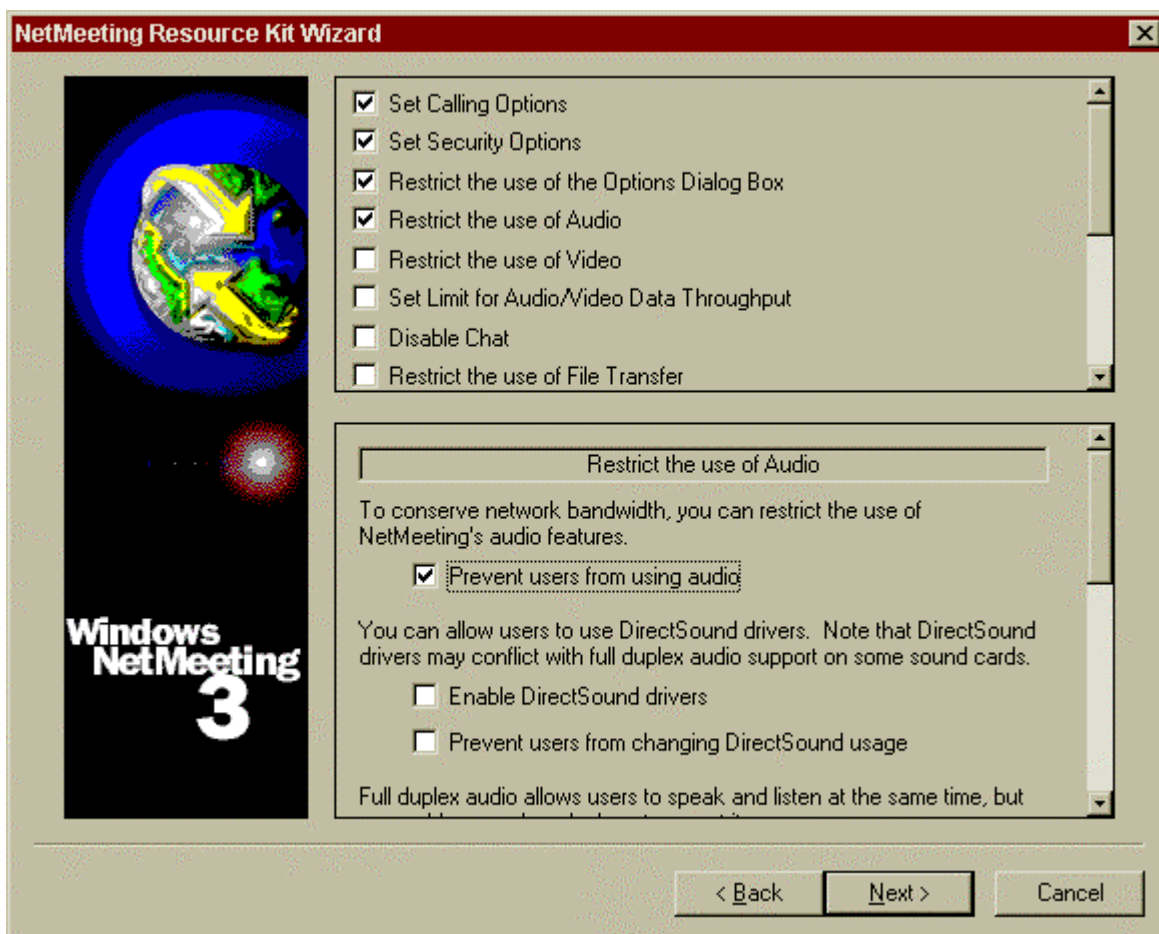 NetMeeting Resource Kit Wizard
Set Calling Options
Set Security Options
Restrict the use of the Options Dialog Box
Restrict the use of Audio
Restrict the use of Video
Set Limit for Audio/Video Data Throughput
Disable Chat
Restrict the use of File Transfer
Restrict the use of Audio
To conserve network bandwidth, you can restrict the use of
NetMeeting's audio features.
Prevent users from using audio
You can allow users to use DirectSound drivers.  Note that DirectSound
drivers may conflict with full duplex audio support on some sound cards.
Enable DirectSound drivers
Prevent users from changing DirectSound usage
Full duplex audio allows users to speak and listen at the same time, but
Windows
NetMeeting
3
< Back
Next >
Cancel